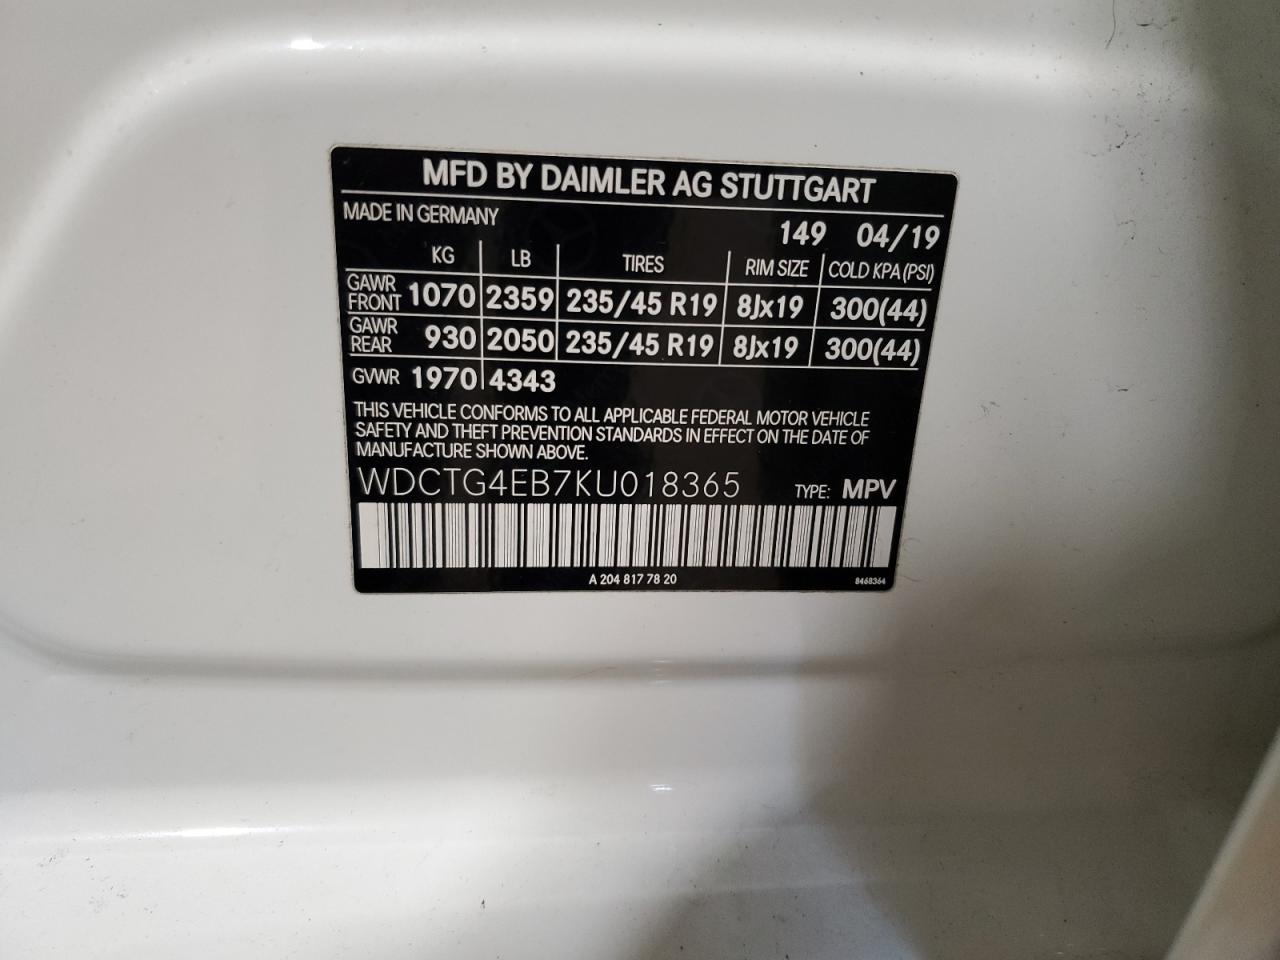 MFD BY DAIMLER AG STUTTGART
MADE IN GERMANY 149 04/19
KG LB TIRES RIM SIZE COLD KPA (PSI)
GAWR FRONT 1070 2359 235/45 R19 8Jx19 300(44)
GAWR REAR 930 2050 235/45 R19 8Jx19 300(44)
GVWR 1970 4343
THIS VEHICLE CONFORMS TO ALL APPLICABLE FEDERAL MOTOR VEHICLE
SAFETY AND THEFT PREVENTION STANDARDS IN EFFECT ON THE DATE OF
MANUFACTURE SHOWN ABOVE.
WDCTG4EB7KU018365 TYPE: MPV
A 204 817 78 20 8468364